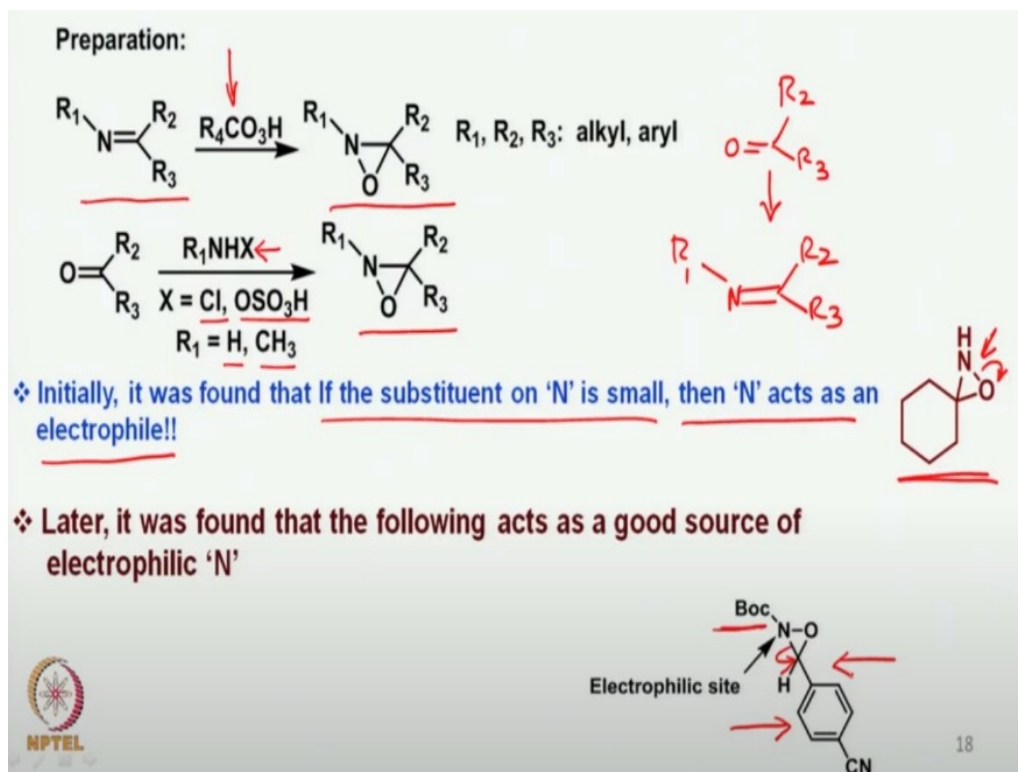 Preparation:
R₁ N R₂ R₃ R₄CO₃H R₁ N O R₂ R₃ R₁, R₂, R₃: alkyl, aryl
O R₂ R₃ R₁NHX R₁ N O R₂ R₃
X = Cl, OSO₃H
R₁ = H, CH₃
R₂
O R₃
R₁ N R₂
R₃
❖ Initially, it was found that If the substituent on 'N' is small, then 'N' acts as an
electrophile!!
H
N
O
❖ Later, it was found that the following acts as a good source of
electrophilic 'N'
Boc N-O
Electrophilic site H
CN
NPTEL
18